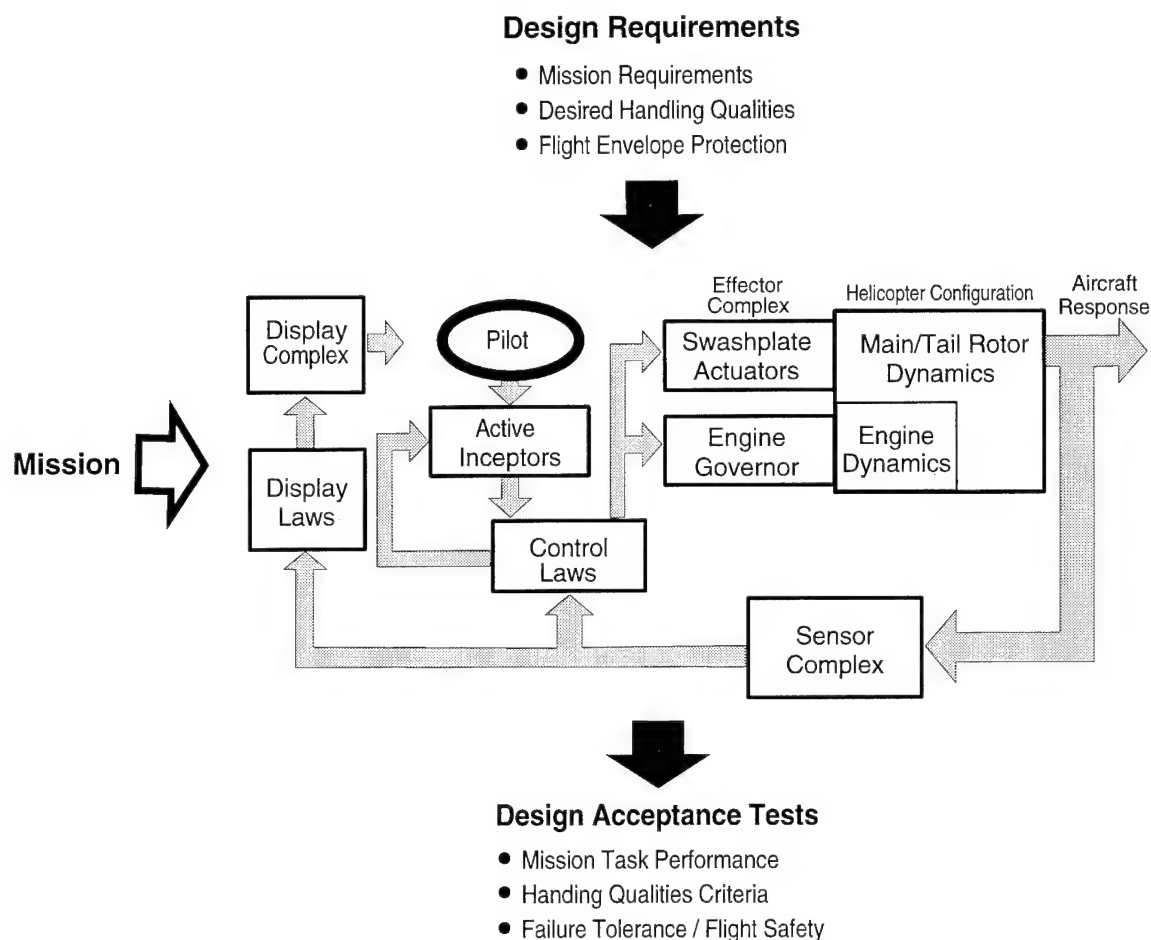 Design Requirements
● Mission Requirements
● Desired Handling Qualities
● Flight Envelope Protection
Effector
Complex
Helicopter Configuration
Aircraft
Response
Display
Complex
Pilot
Swashplate
Actuators
Main/Tail Rotor
Dynamics
Active
Inceptors
Engine
Governor
Engine
Dynamics
Mission
Display
Laws
Control
Laws
Sensor
Complex
Design Acceptance Tests
● Mission Task Performance
● Handing Qualities Criteria
● Failure Tolerance / Flight Safety